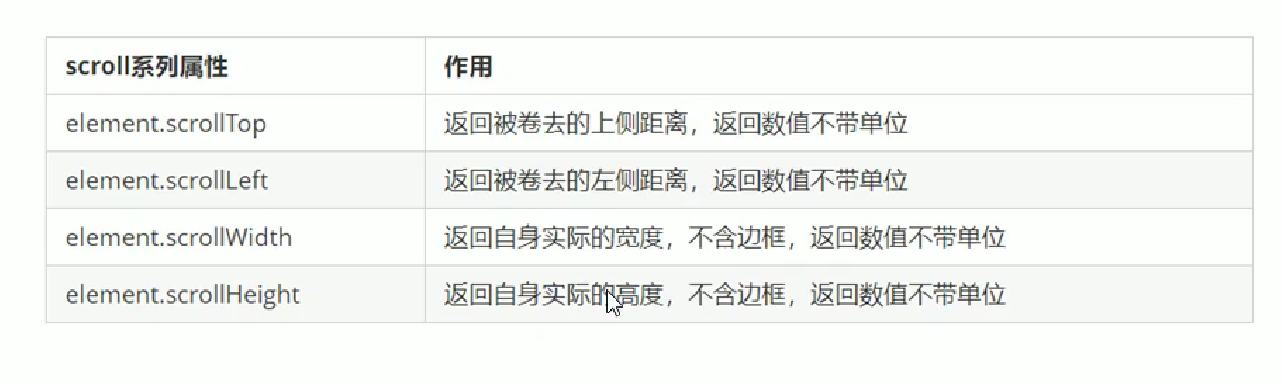 scroll系列属性 作用
element.scrollTop 返回被卷去的上侧距离，返回数值不带单位
element.scrollLeft 返回被卷去的左侧距离，返回数值不带单位
element.scrollWidth 返回自身实际的宽度，不含边框，返回数值不带单位
element.scrollHeight 返回自身实际的高度，不含边框，返回数值不带单位